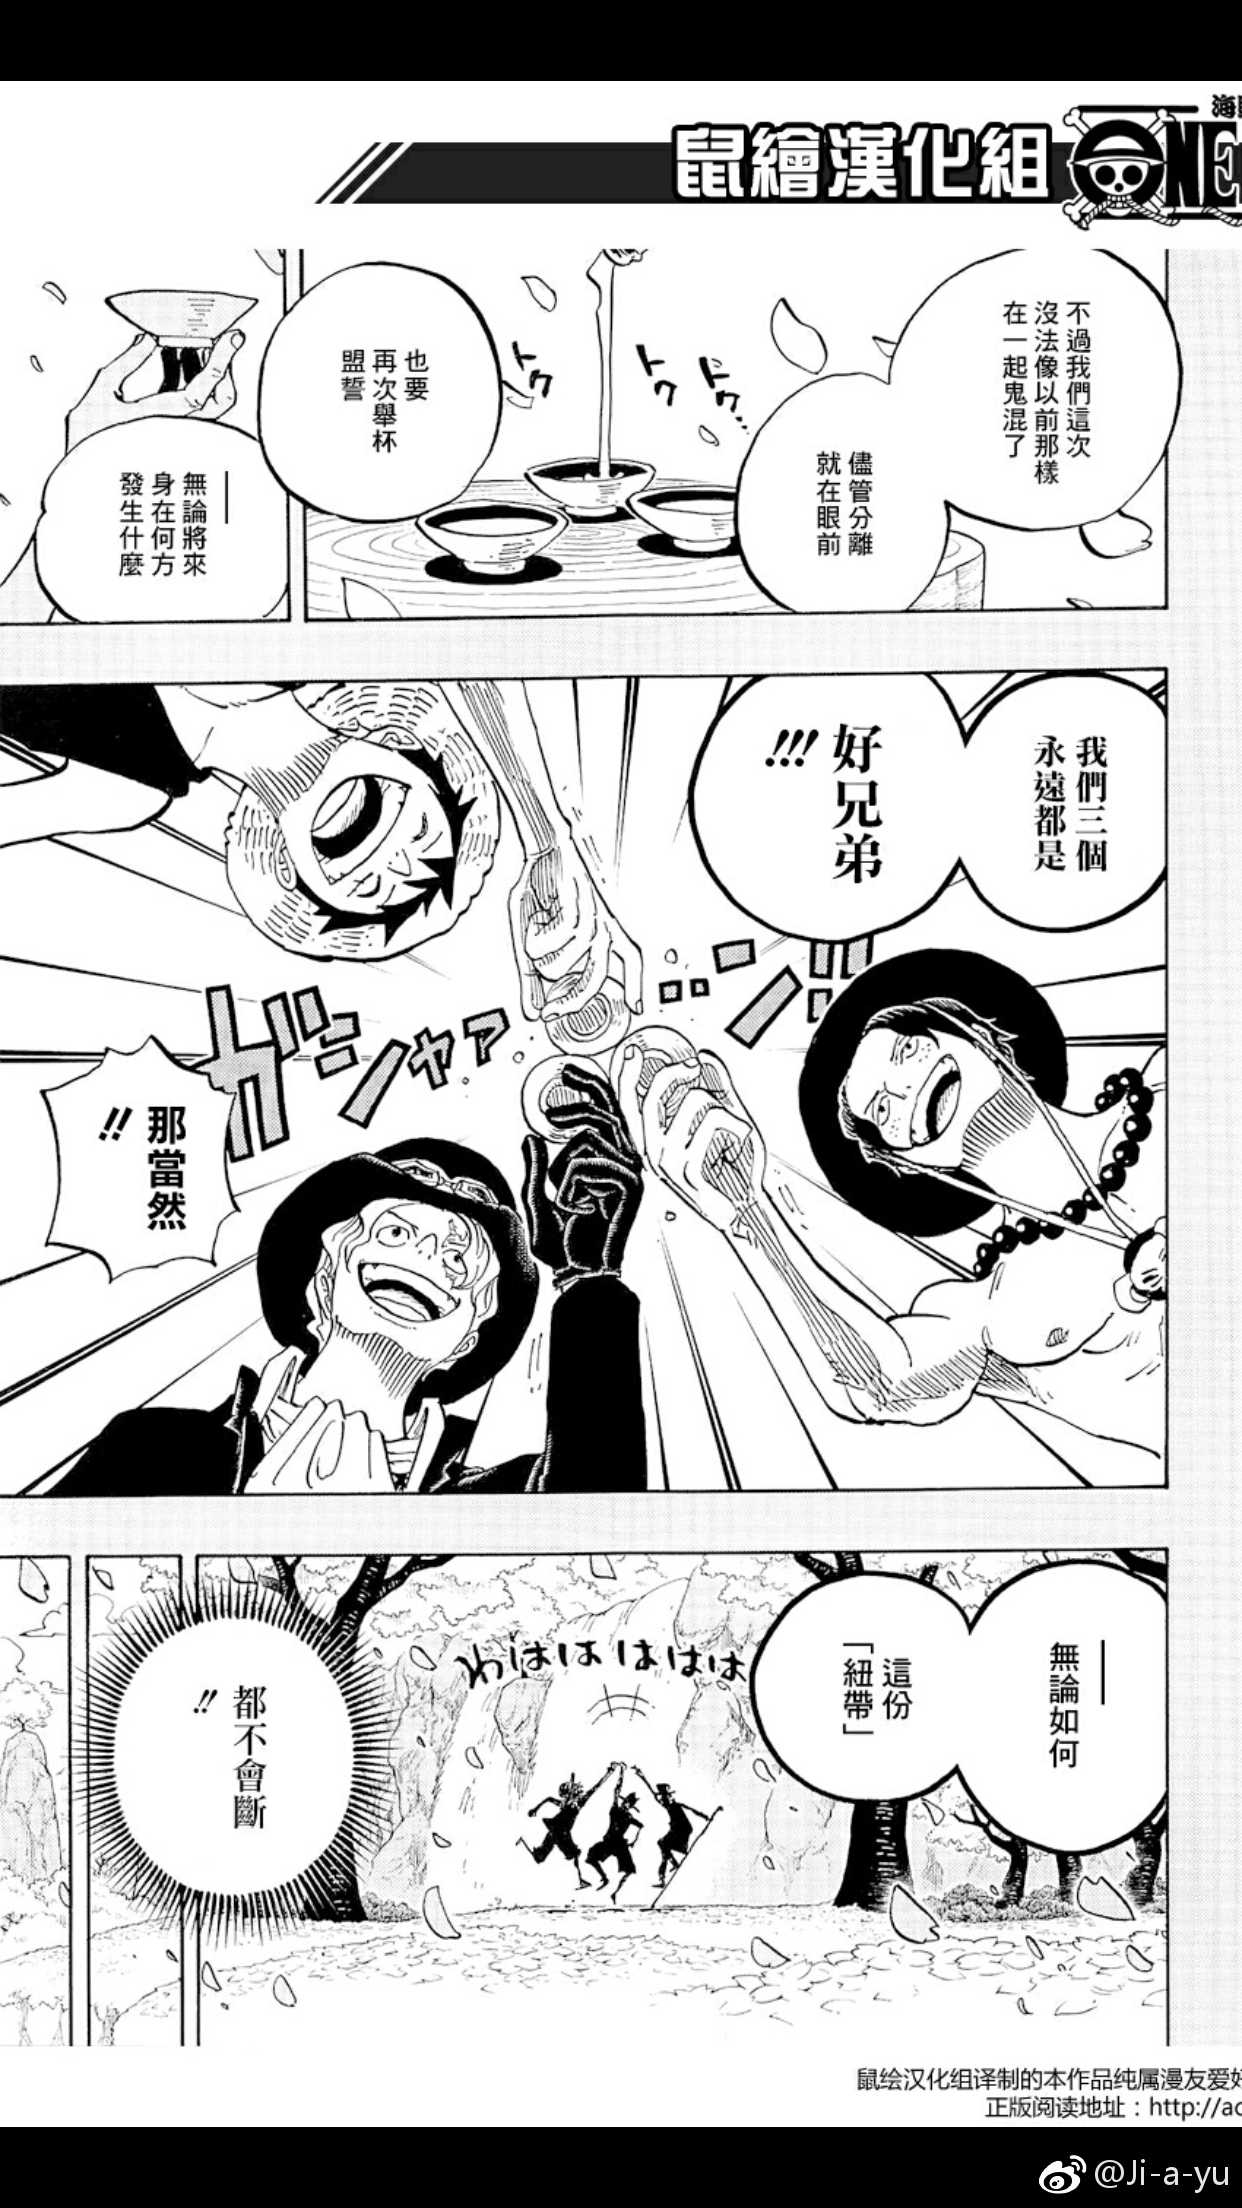 海
鼠繪漢化組
ONE
不過我們這次
沒法像以前那樣
在一起鬼混了
儘管分離
就在眼前
トク
トク
トク…
也要
再次舉杯
盟誓
——
無論將來
身在何方
發生什麼
我們三個
永遠都是
好兄弟
!!!
ガシャァ
ン…
那當然
!!
——
無論如何
這份
「紐帶」
わはははははは
都不會斷
!!
鼠绘汉化组译制的本作品纯属漫友爱好
正版阅读地址：http://ac
@Ji-a-yu